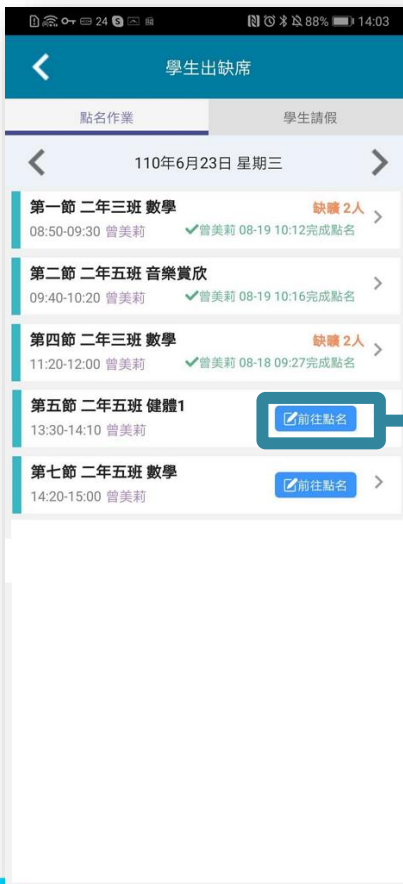 24 88% 14:03
學生出缺席
點名作業 學生請假
110年6月23日 星期三
第一節 二年三班 數學 缺曠 2人
08:50-09:30 曾美莉 曾美莉 08-19 10:12完成點名
第二節 二年五班 音樂賞欣
09:40-10:20 曾美莉 曾美莉 08-19 10:16完成點名
第四節 二年三班 數學 缺曠 2人
11:20-12:00 曾美莉 曾美莉 08-18 09:27完成點名
第五節 二年五班 健體1
前往點名
13:30-14:10 曾美莉
第七節 二年五班 數學
前往點名
14:20-15:00 曾美莉